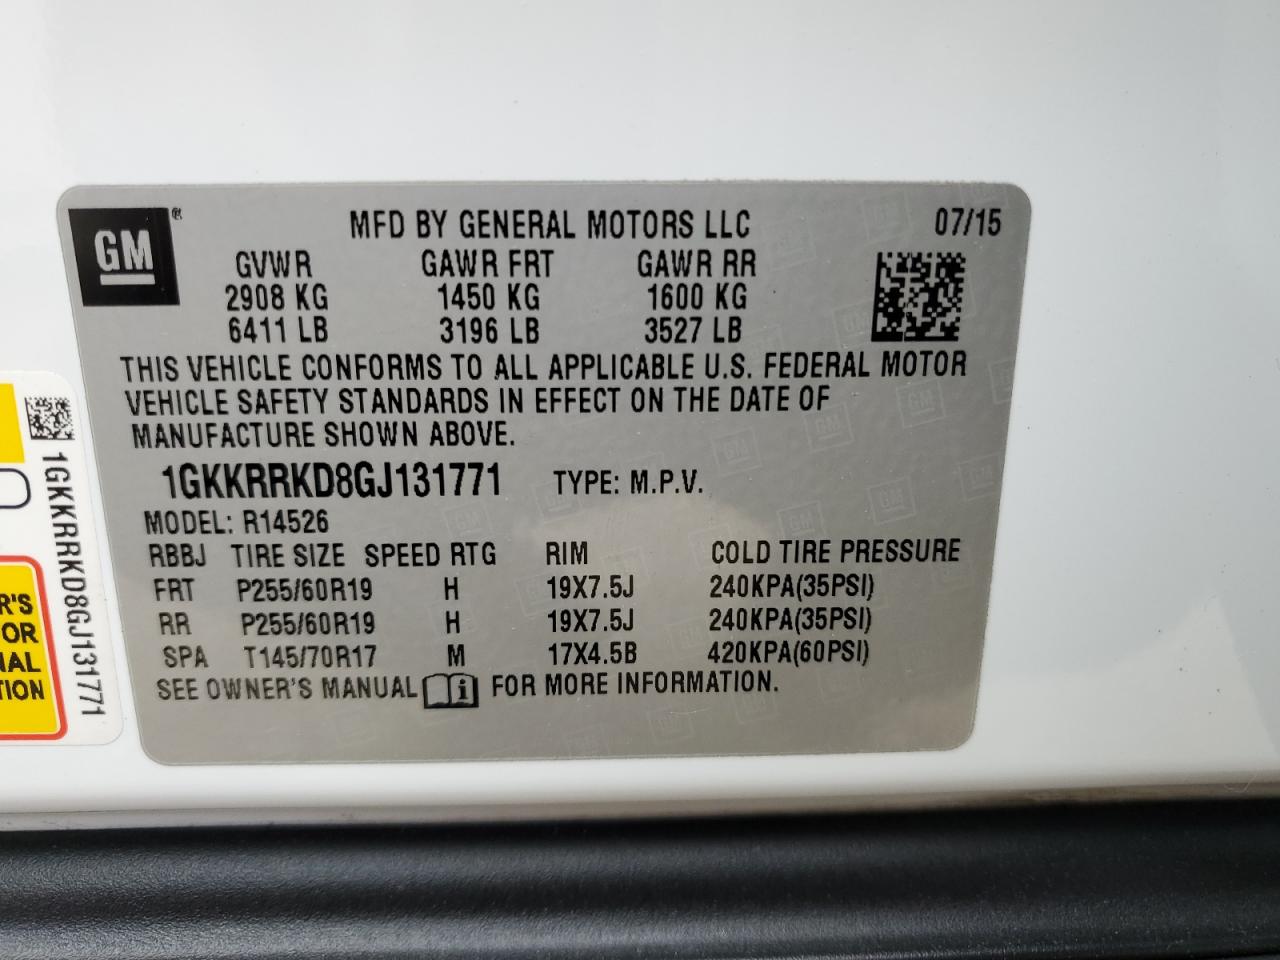 GM ®
MFD BY GENERAL MOTORS LLC 07/15
GVWR GAWR FRT GAWR RR
2908 KG 1450 KG 1600 KG
6411 LB 3196 LB 3527 LB
THIS VEHICLE CONFORMS TO ALL APPLICABLE U.S. FEDERAL MOTOR
VEHICLE SAFETY STANDARDS IN EFFECT ON THE DATE OF
MANUFACTURE SHOWN ABOVE.
1GKKRRKD8GJ131771 TYPE: M.P.V.
MODEL: R14526
RBBJ TIRE SIZE SPEED RTG RIM COLD TIRE PRESSURE
FRT P255/60R19 H 19X7.5J 240KPA(35PSI)
RR P255/60R19 H 19X7.5J 240KPA(35PSI)
SPA T145/70R17 M 17X4.5B 420KPA(60PSI)
SEE OWNER'S MANUAL i FOR MORE INFORMATION.
1GKKRRKD8GJ131771
R'S
OR
NAL
TION